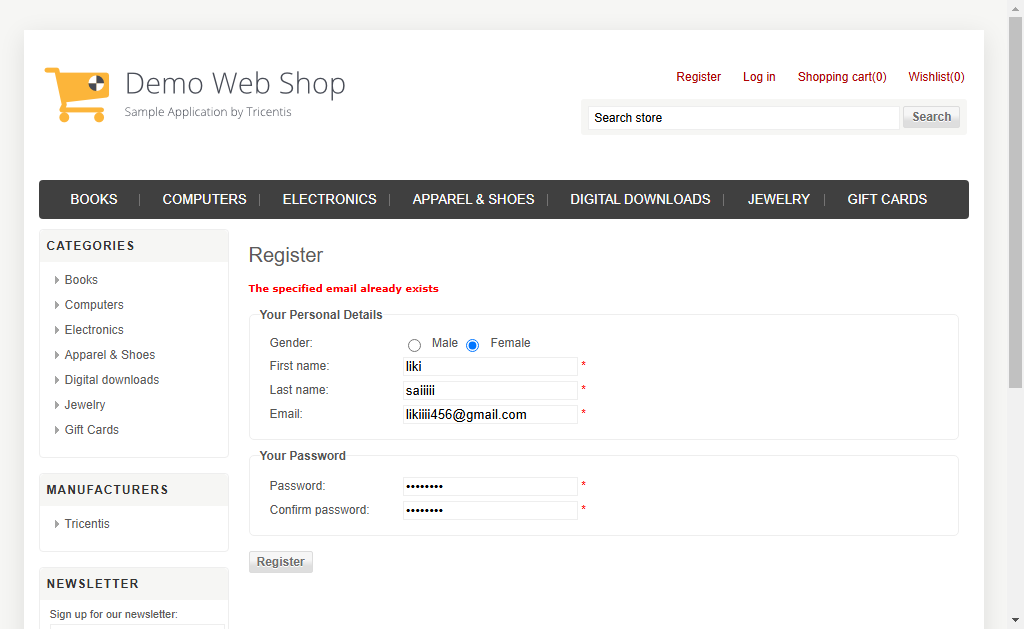 Demo Web Shop
Sample Application by Tricentis
Register Log in Shopping cart(0) Wishlist(0)
Search store Search
BOOKS | COMPUTERS | ELECTRONICS | APPAREL & SHOES | DIGITAL DOWNLOADS | JEWELRY | GIFT CARDS
CATEGORIES
Books
Computers
Electronics
Apparel & Shoes
Digital downloads
Jewelry
Gift Cards
MANUFACTURERS
Tricentis
NEWSLETTER
Sign up for our newsletter:
Register
The specified email already exists
Your Personal Details
Gender: Male Female
First name: liki *
Last name: saiiiii *
Email: likiiii456@gmail.com *
Your Password
Password: •••••••• *
Confirm password: •••••••• *
Register